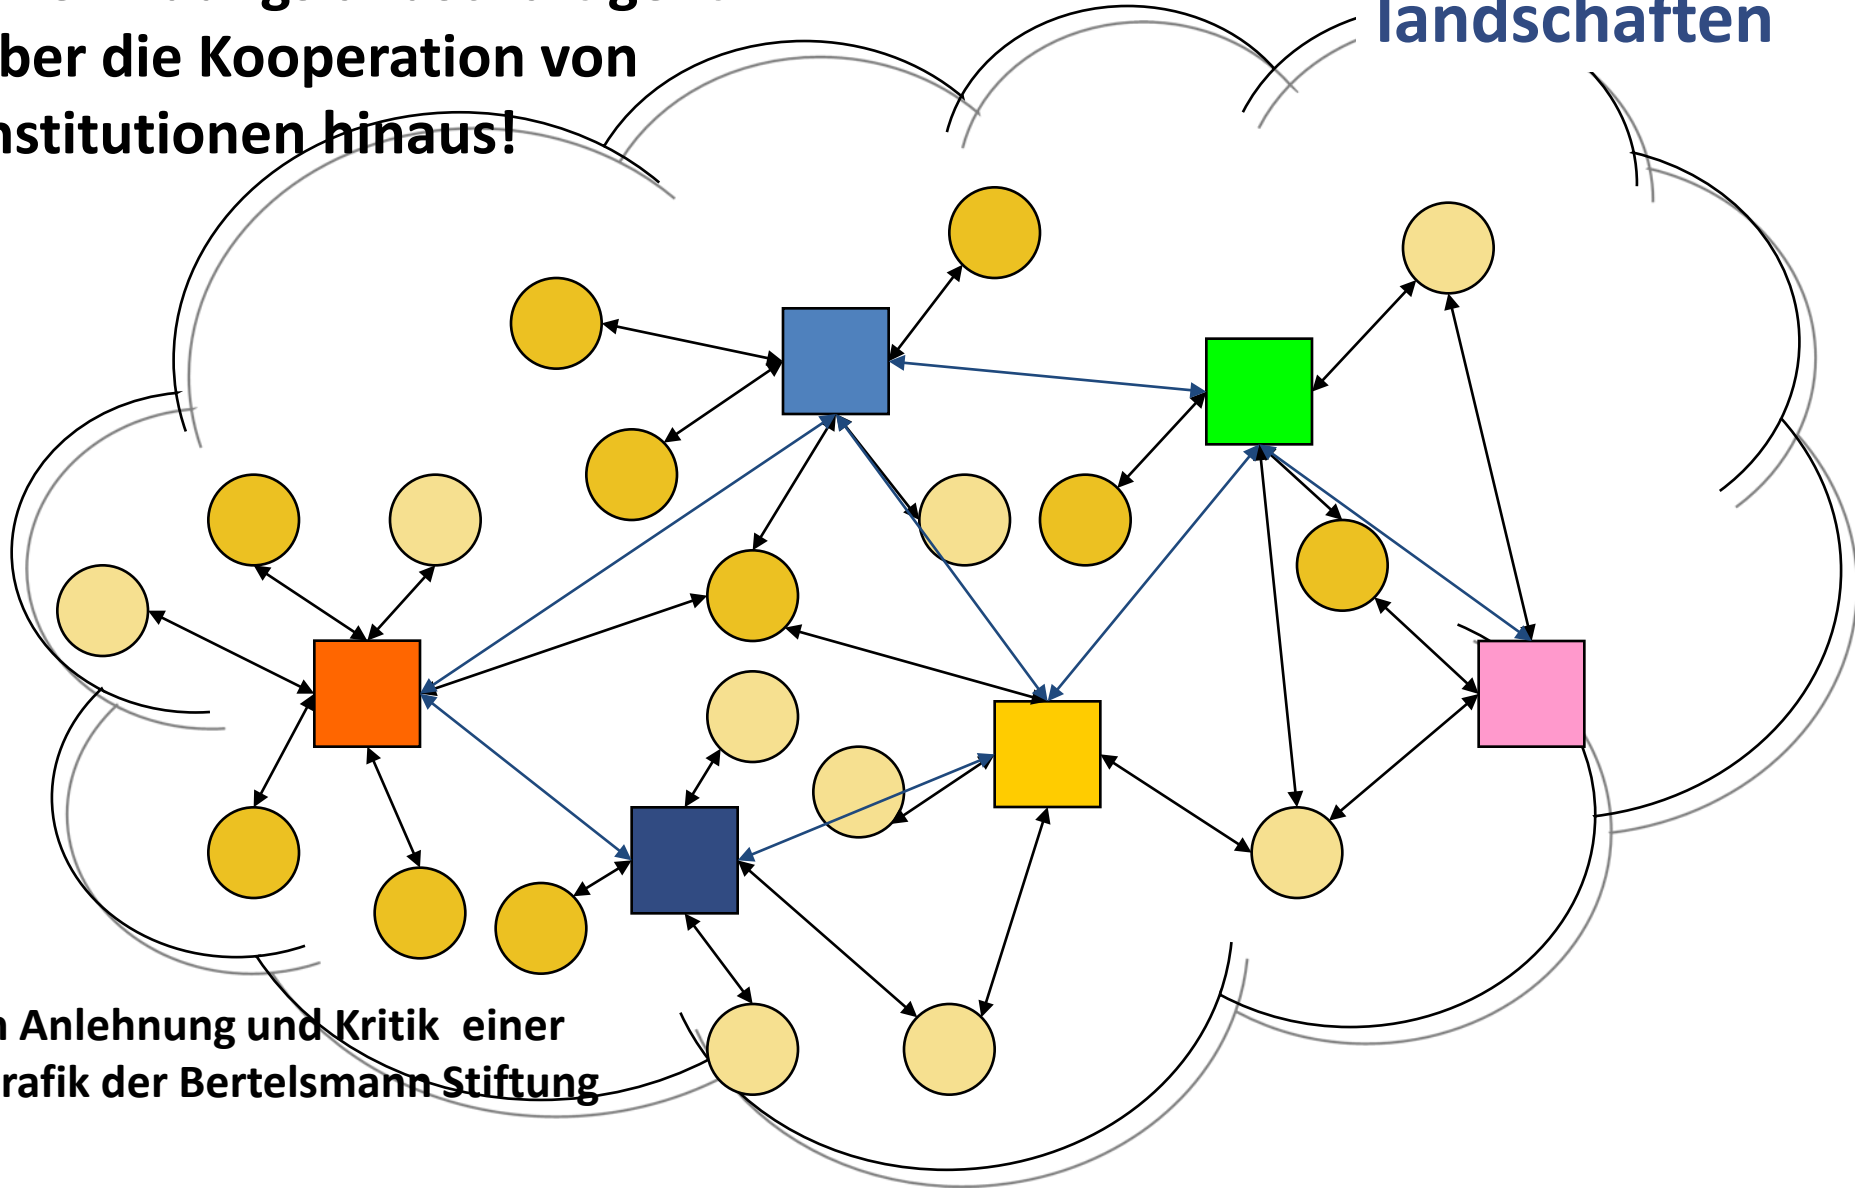 ber die Kooperation von
nstitutionen hinaus!
landschaften
n Anlehnung und Kritik einer
rafik der Bertelsmann Stiftung